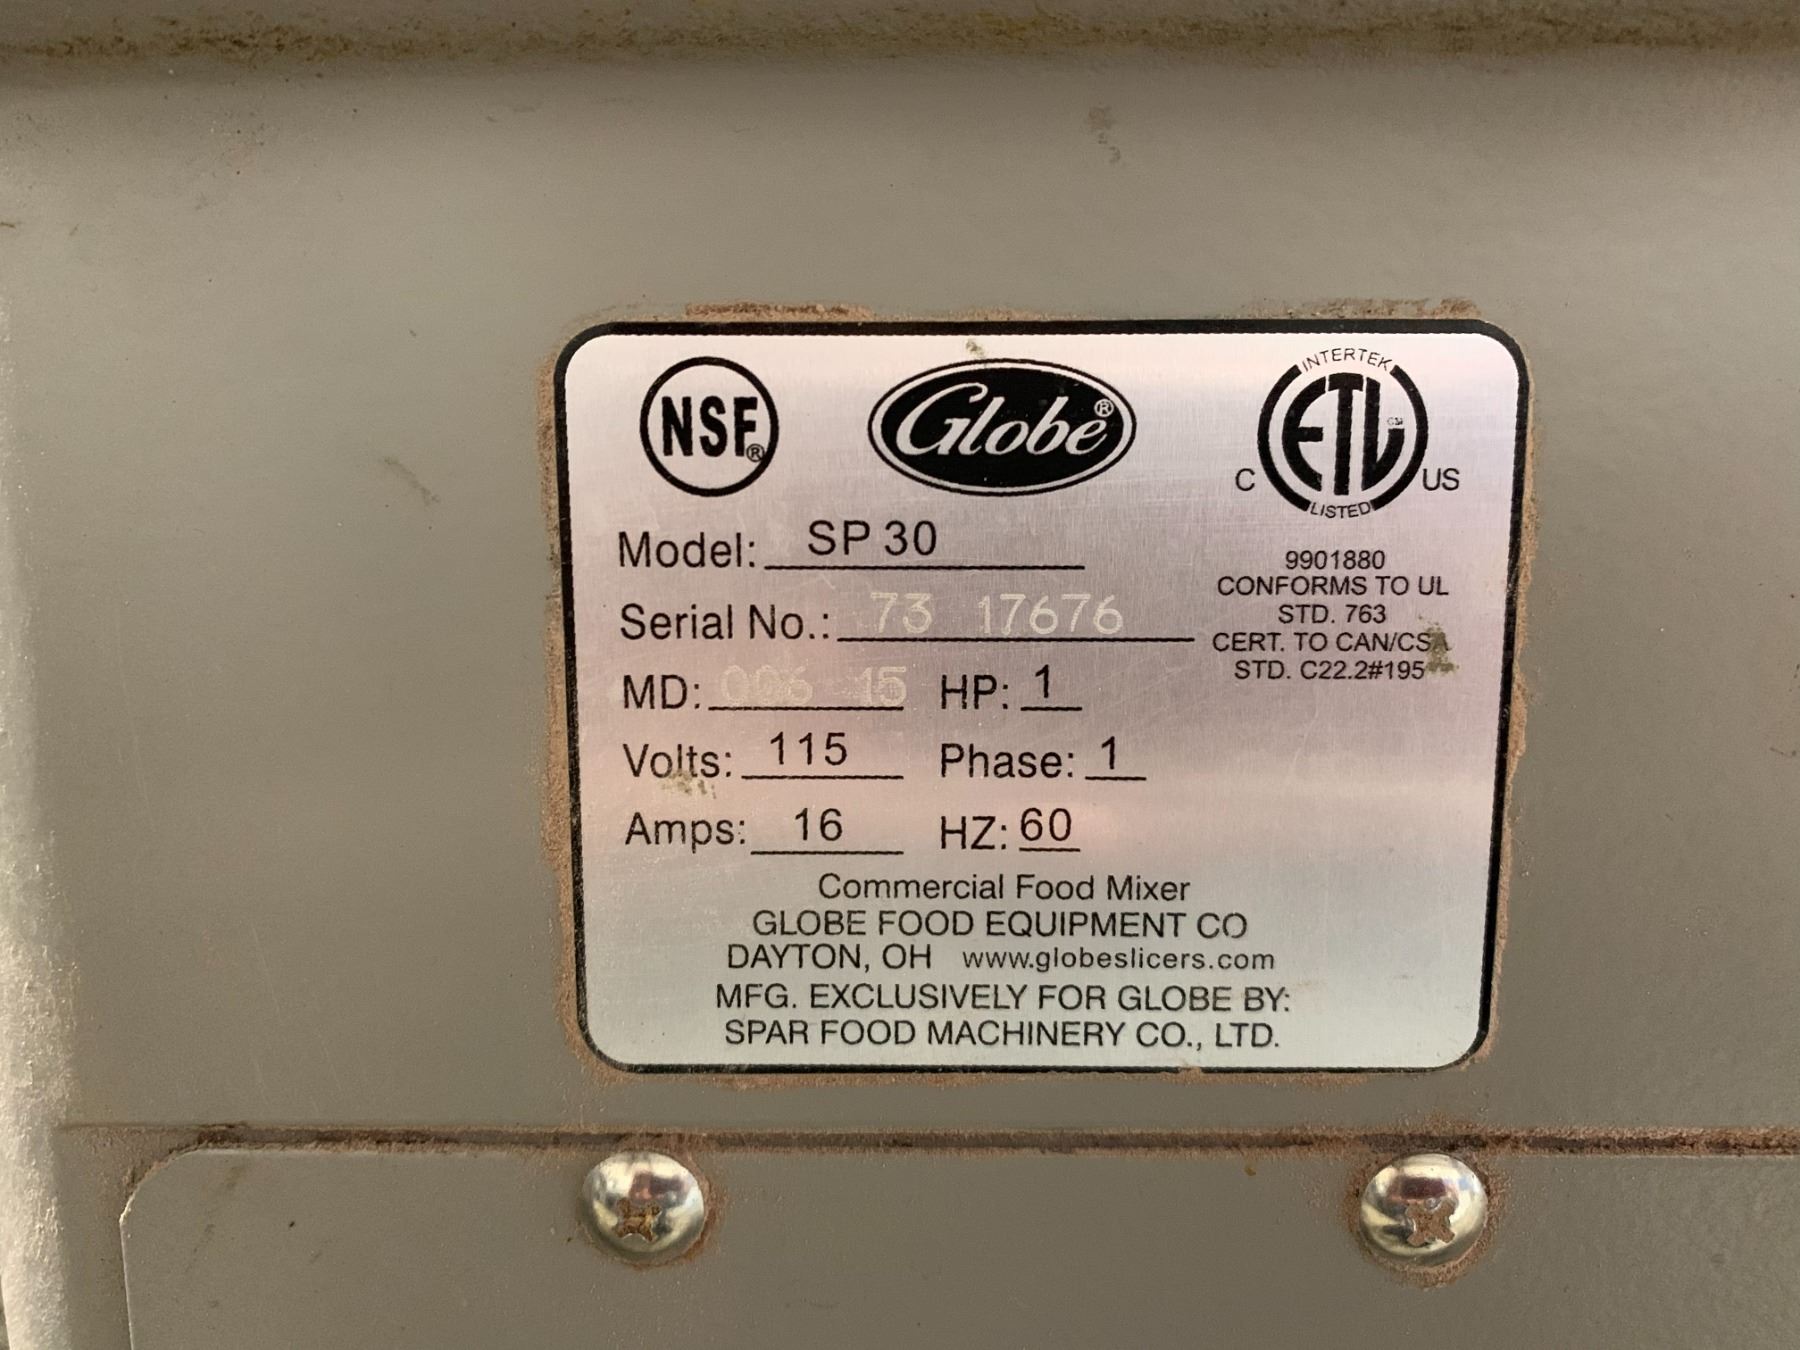 NSF®
Globe®
INTERTEK
ETL
C US
LISTED
Model: SP 30
9901880
CONFORMS TO UL
STD. 763
CERT. TO CAN/CSA
STD. C22.2#195
Serial No.: 73 17676
MD: 006 15 HP: 1
Volts: 115 Phase: 1
Amps: 16 HZ: 60
Commercial Food Mixer
GLOBE FOOD EQUIPMENT CO
DAYTON, OH www.globeslicers.com
MFG. EXCLUSIVELY FOR GLOBE BY:
SPAR FOOD MACHINERY CO., LTD.